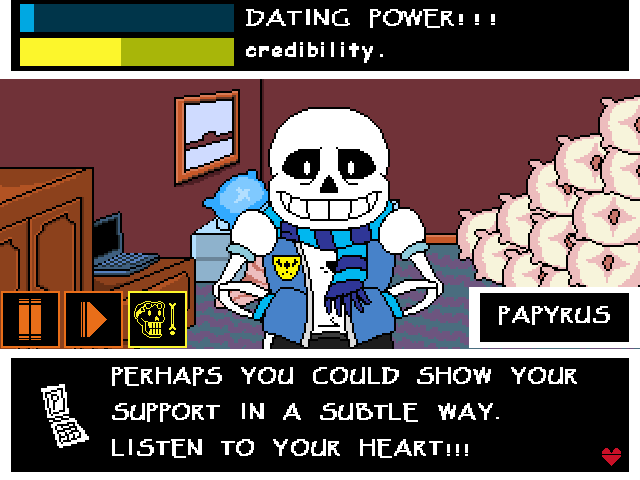 DATING POWER!!!
credibility.
PAPYRUS
PERHAPS YOU COULD SHOW YOUR
SUPPORT IN A SUBTLE WAY.
LISTEN TO YOUR HEART!!!